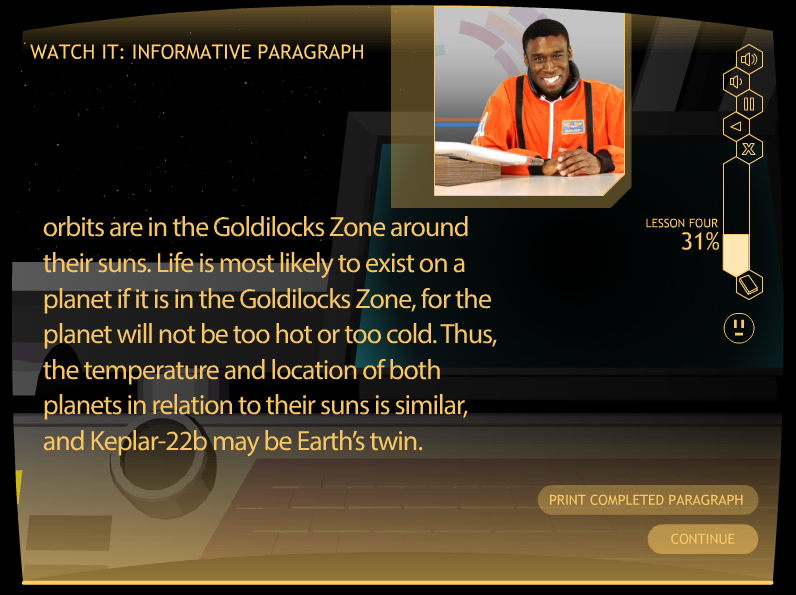 WATCH IT: INFORMATIVE PARAGRAPH
orbits are in the Goldilocks Zone around
their suns. Life is most likely to exist on a
planet if it is in the Goldilocks Zone, for the
planet will not be too hot or too cold. Thus,
the temperature and location of both
planets in relation to their suns is similar,
and Keplar-22b may be Earth's twin.
LESSON FOUR
31%
PRINT COMPLETED PARAGRAPH
CONTINUE